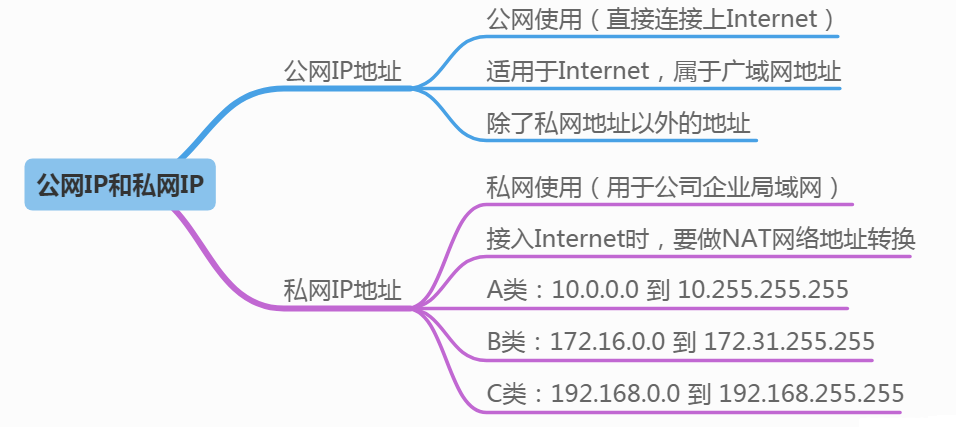 公网IP和私网IP
公网IP地址
公网使用（直接连接上Internet）
适用于Internet，属于广域网地址
除了私网地址以外的地址
私网IP地址
私网使用（用于公司企业局域网）
接入Internet时，要做NAT网络地址转换
A类：10.0.0.0 到 10.255.255.255
B类：172.16.0.0 到 172.31.255.255
C类：192.168.0.0 到 192.168.255.255